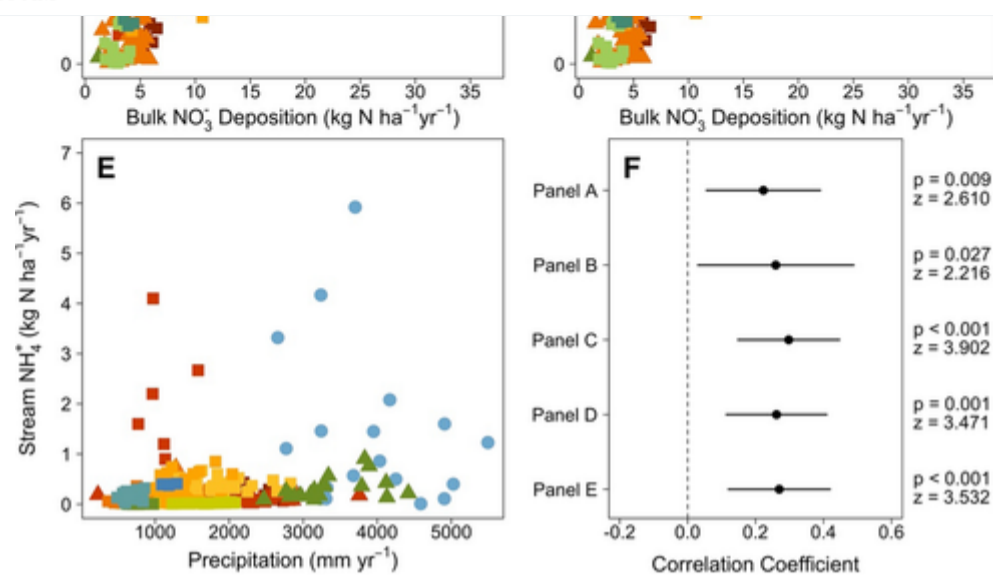 0
0 5 10 15 20 25 30 35
Bulk NO₃⁻ Deposition (kg N ha⁻¹yr⁻¹)
0
0 5 10 15 20 25 30 35
Bulk NO₃⁻ Deposition (kg N ha⁻¹yr⁻¹)
E
7
6
5
4
3
2
1
0
Stream NH₄⁺ (kg N ha⁻¹yr⁻¹)
1000 2000 3000 4000 5000
Precipitation (mm yr⁻¹)
F
Panel A
p = 0.009
z = 2.610
Panel B
p = 0.027
z = 2.216
Panel C
p < 0.001
z = 3.902
Panel D
p = 0.001
z = 3.471
Panel E
p < 0.001
z = 3.532
-0.2 0.0 0.2 0.4 0.6
Correlation Coefficient